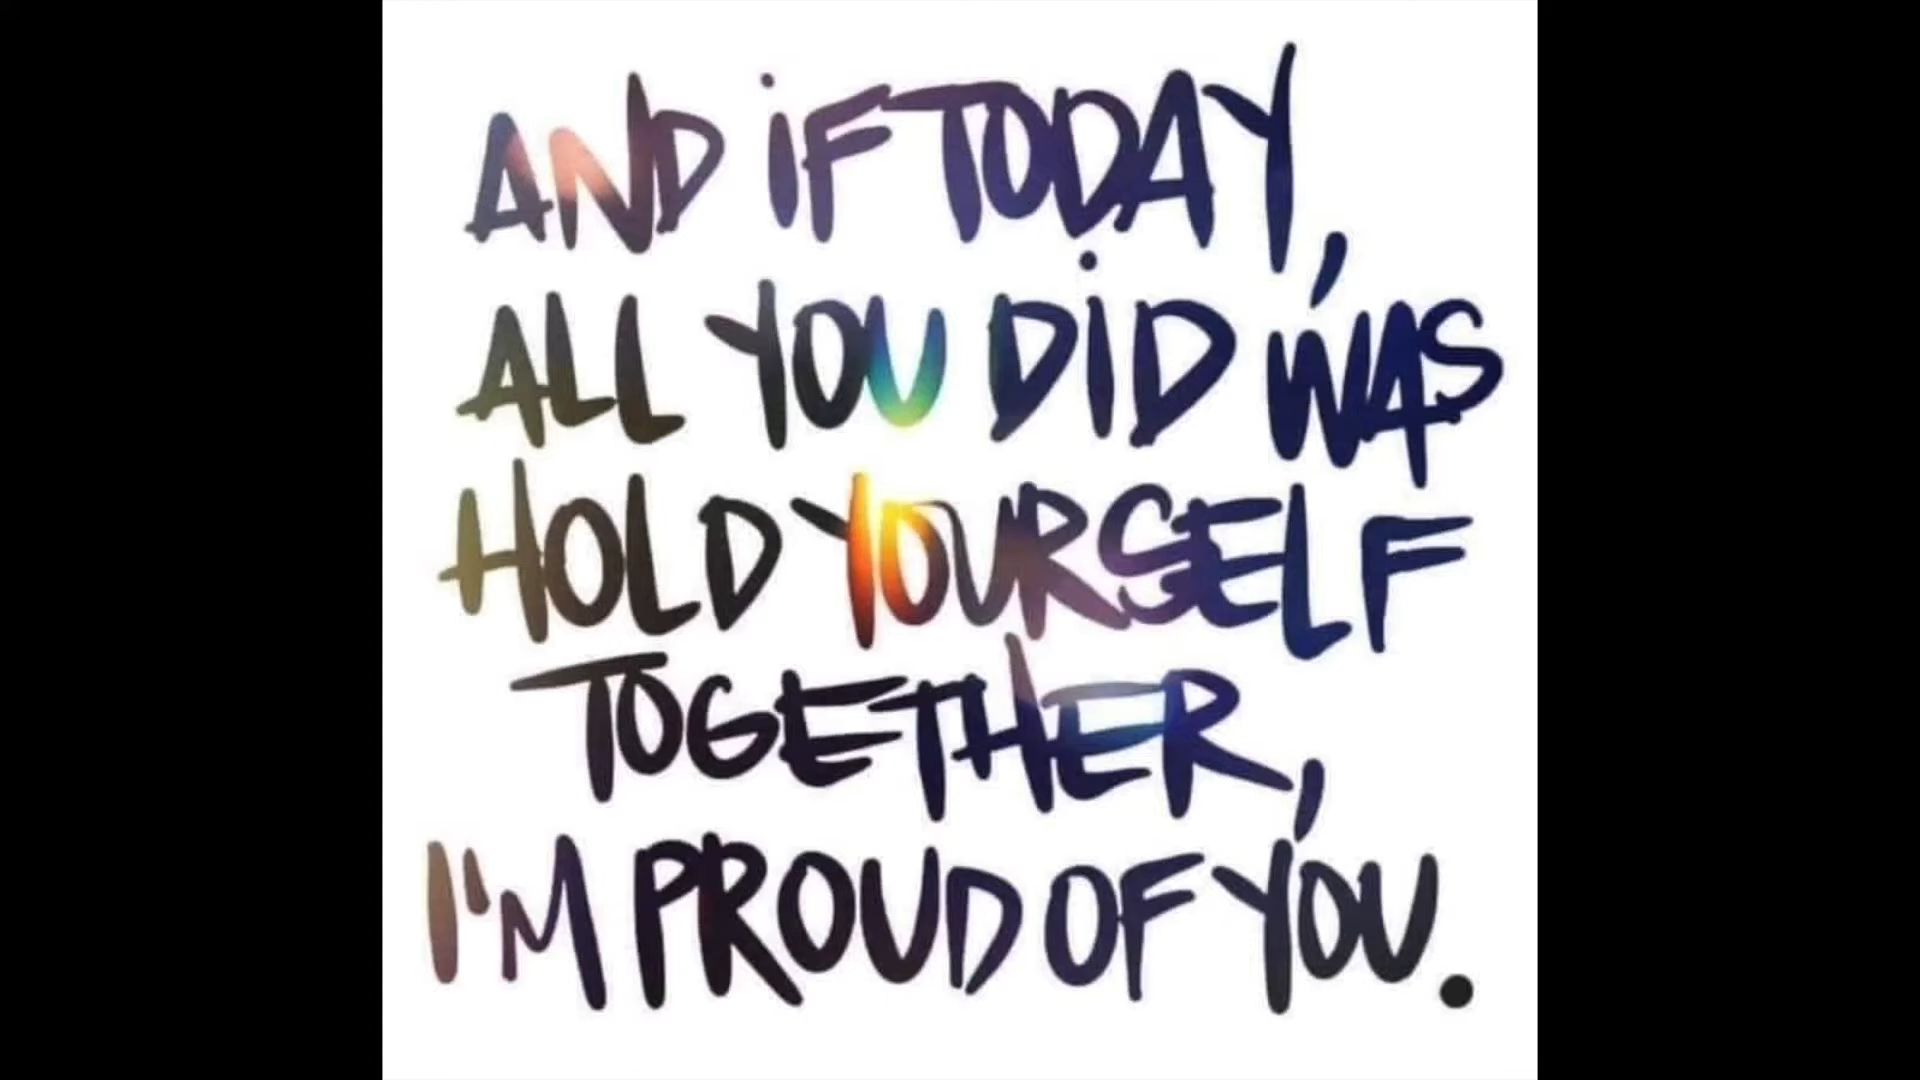 AND iF TODAY,
ALL YOU DiD WAS
HOLD YOURSELF
TOGETHER,
I'M PROUD OF YOU.